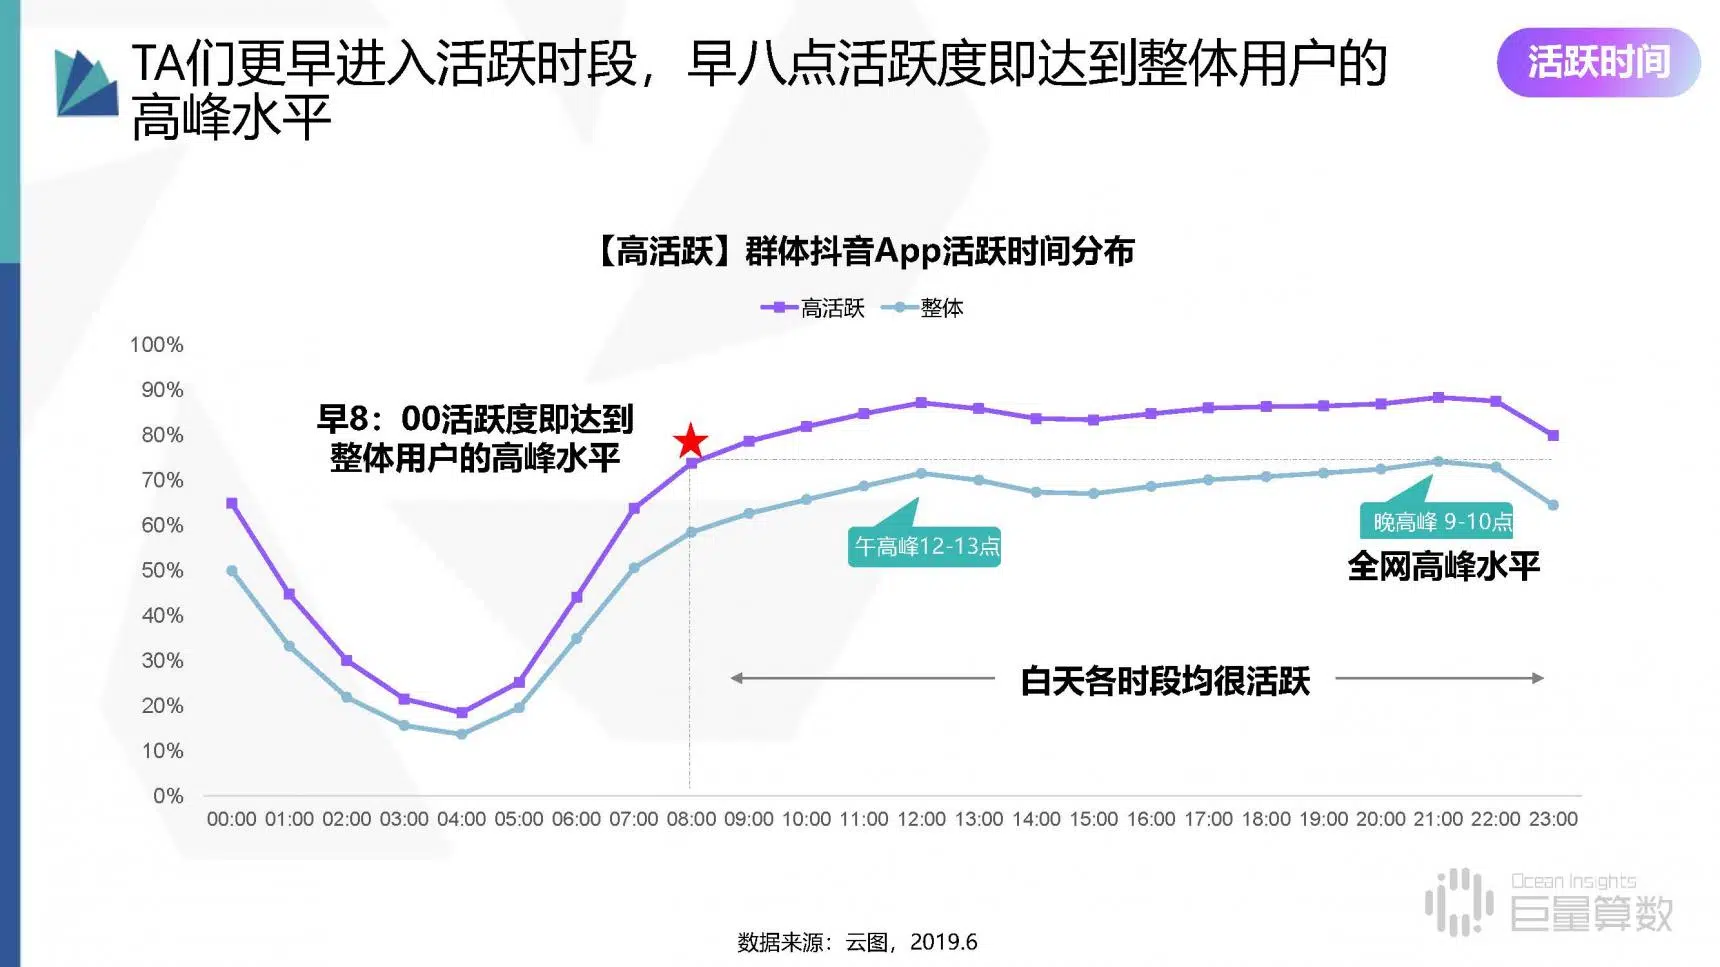 TA们更早进入活跃时段，早八点活跃度即达到整体用户的
高峰水平
活跃时间
【高活跃】群体抖音App活跃时间分布
高活跃 整体
100%
90%
80%
70%
60%
50%
40%
30%
20%
10%
0%
早8：00活跃度即达到
整体用户的高峰水平
午高峰12-13点
晚高峰 9-10点
全网高峰水平
白天各时段均很活跃
00:00 01:00 02:00 03:00 04:00 05:00 06:00 07:00 08:00 09:00 10:00 11:00 12:00 13:00 14:00 15:00 16:00 17:00 18:00 19:00 20:00 21:00 22:00 23:00
Ocean Insights
巨量算数
数据来源：云图，2019.6